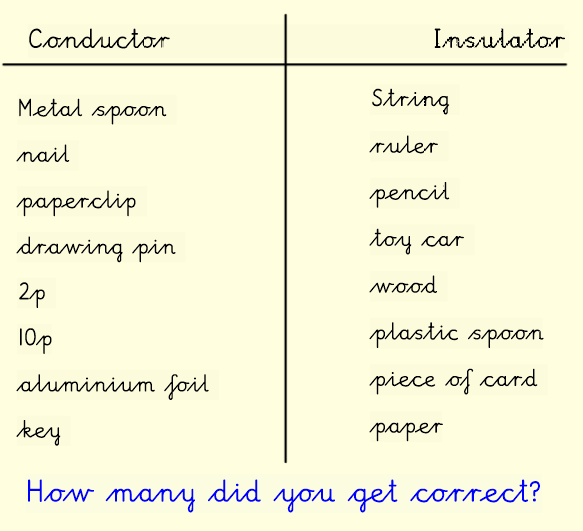 Conductor
Insulator
Metal spoon
nail
paperclip
drawing pin
2p
10p
aluminium foil
key
String
ruler
pencil
toy car
wood
plastic spoon
piece of card
paper
How many did you get correct?